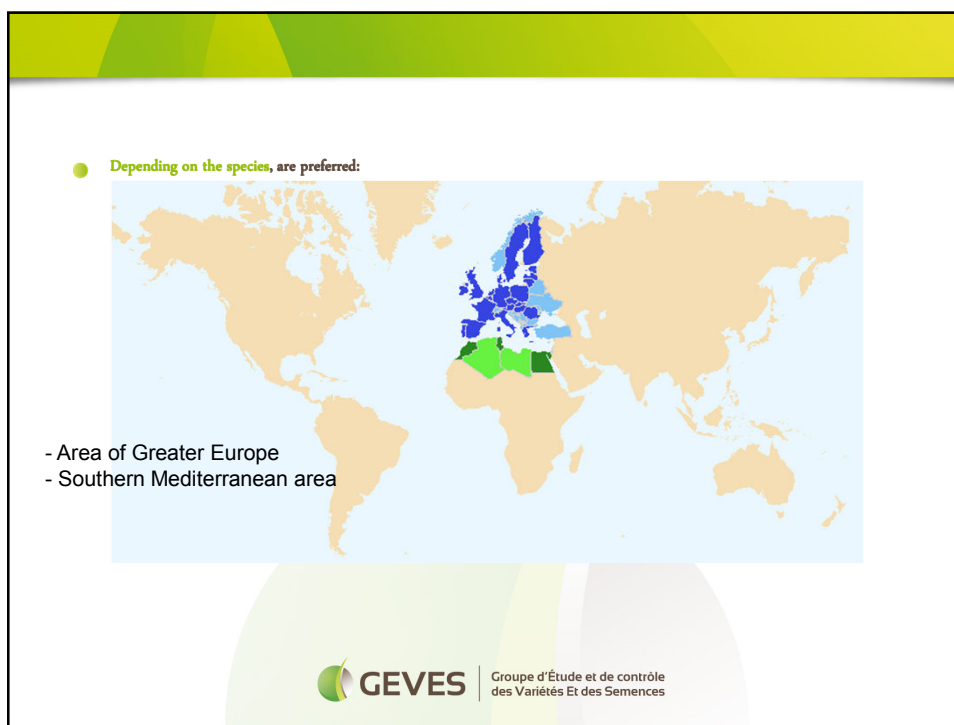 Depending on the species, are preferred:
- Area of Greater Europe
- Southern Mediterranean area
GEVES
Groupe d'Étude et de contrôle
des Variétés Et des Semences